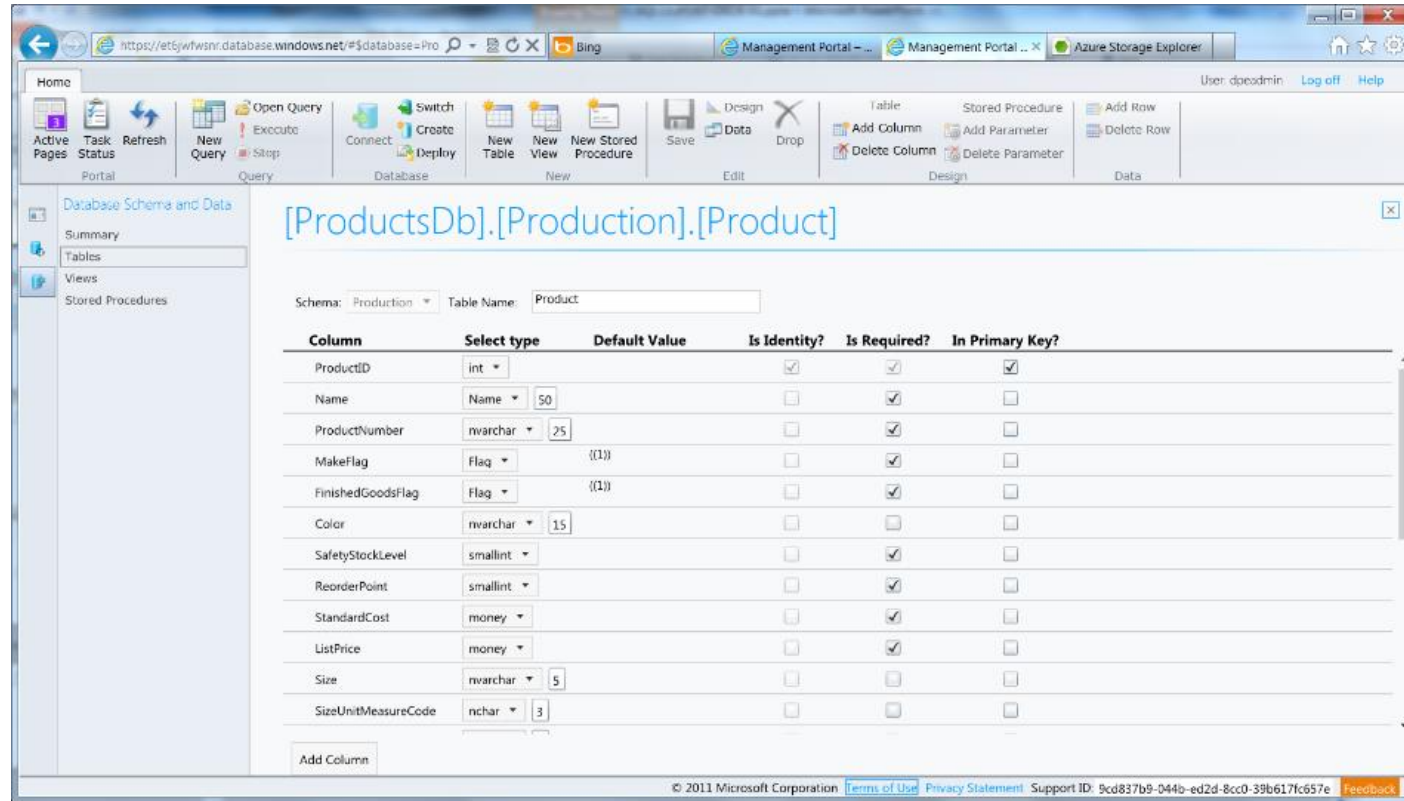 https://et6jwfwsnr.database.windows.net/#$database=Pro
Bing
Management Portal – ...
Management Portal ...
Azure Storage Explorer
Home
User: dpeadmin Log off Help
Active Pages
3
Task Status
Refresh
New Query
Open Query
Execute
Stop
Connect
Switch
Create
Deploy
New Table
New View
New Stored Procedure
Save
Design
Data
Drop
Table
Add Column
Delete Column
Stored Procedure
Add Parameter
Delete Parameter
Add Row
Delete Row
Portal Query Database New Edit Design Data
Database Schema and Data
Summary
Tables
Views
Stored Procedures
[ProductsDb].[Production].[Product]
Schema: Production Table Name: Product
Column Select type Default Value Is Identity? Is Required? In Primary Key?
ProductID int
Name Name 50
ProductNumber nvarchar 25
MakeFlag Flag ((1))
FinishedGoodsFlag Flag ((1))
Color nvarchar 15
SafetyStockLevel smallint
ReorderPoint smallint
StandardCost money
ListPrice money
Size nvarchar 5
SizeUnitMeasureCode nchar 3
Add Column
© 2011 Microsoft Corporation Terms of Use Privacy Statement Support ID: 9cd837b9-044b-ed2d-8cc0-39b617fc657e Feedback